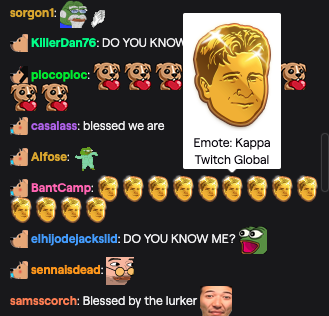 sorgon1:
KillerDan76: DO YOU KNOW
plocoploc:
casalass: blessed we are
Alfose:
BantCamp:
elhijodejackslid: DO YOU KNOW ME?
sennaisdead:
samsscorch: Blessed by the lurker
Emote: Kappa
Twitch Global